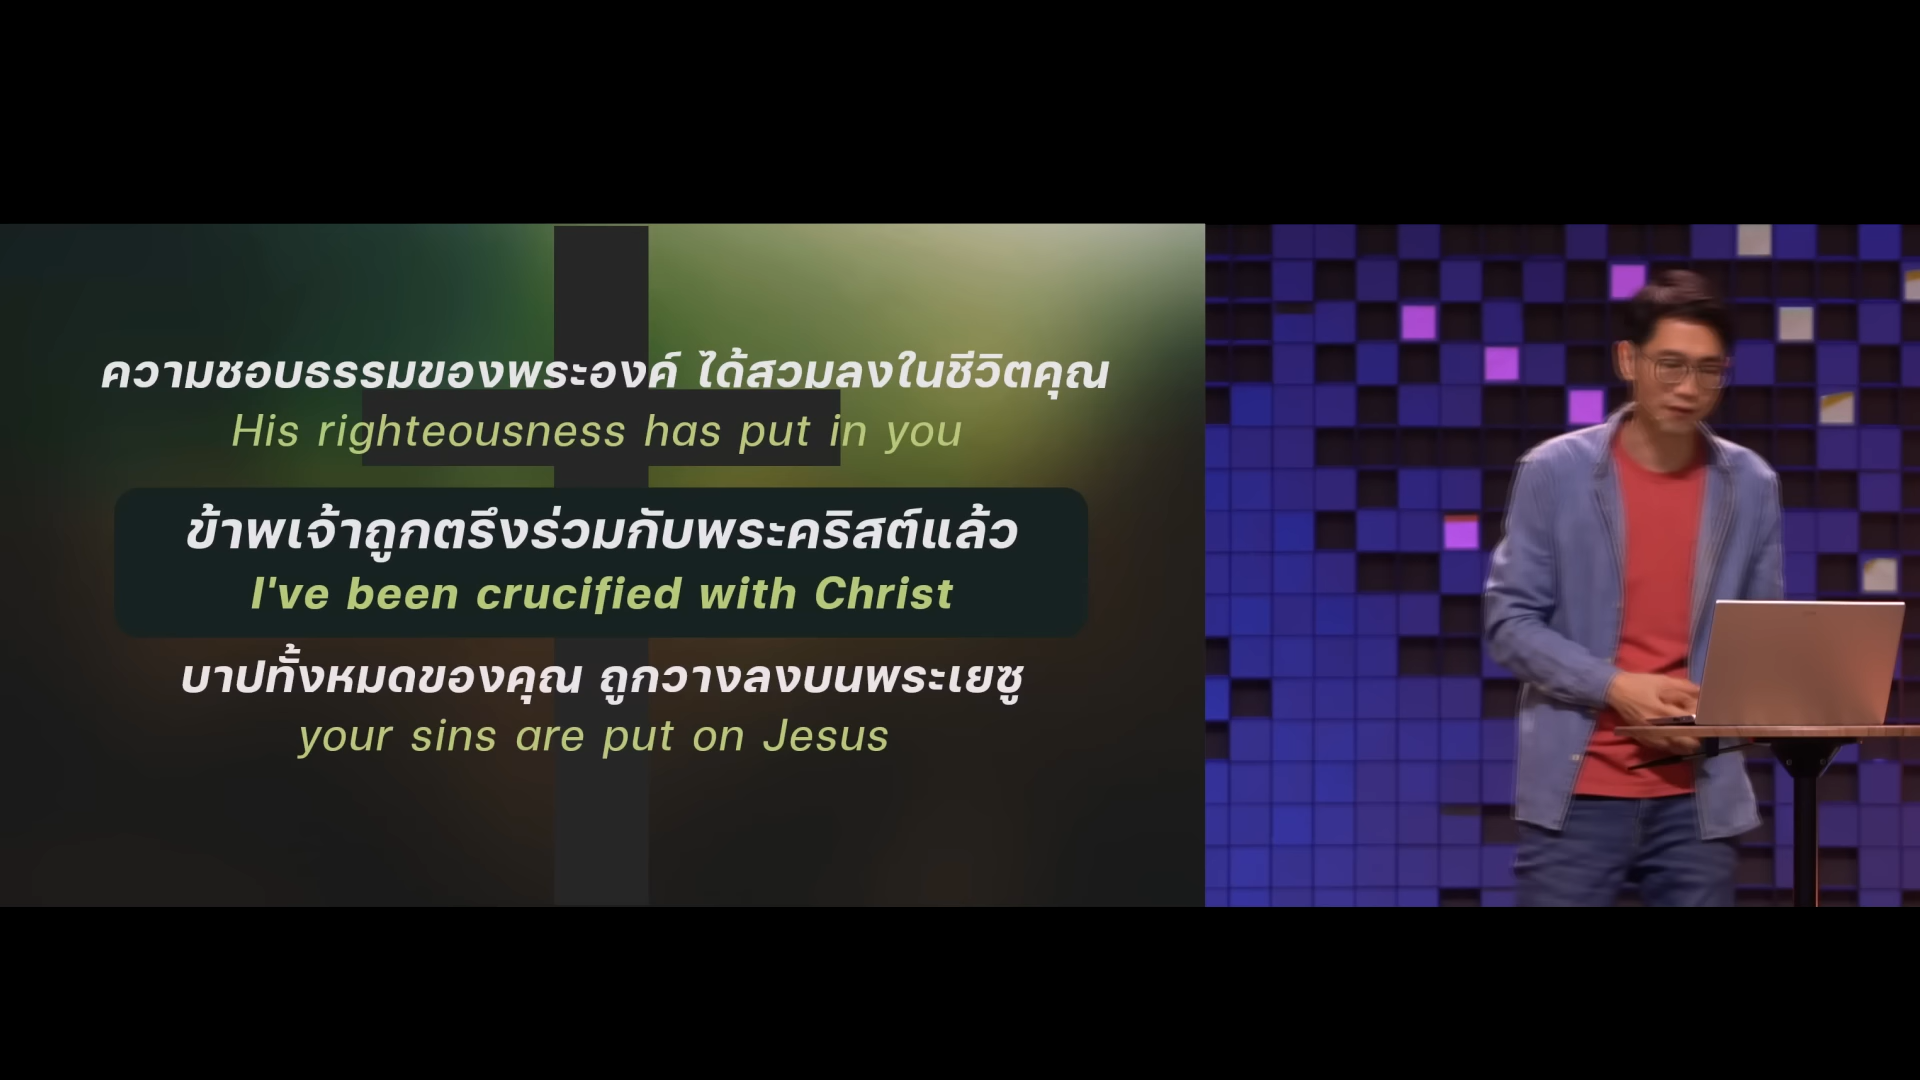 ความชอบธรรมของพระองค์ ได้สวมลงในชีวิตคุณ
His righteousness has put in you
ข้าพเจ้าถูกตรึงร่วมกับพระคริสต์แล้ว
I've been crucified with Christ
บาปทั้งหมดของคุณ ถูกวางลงบนพระเยซู
your sins are put on Jesus